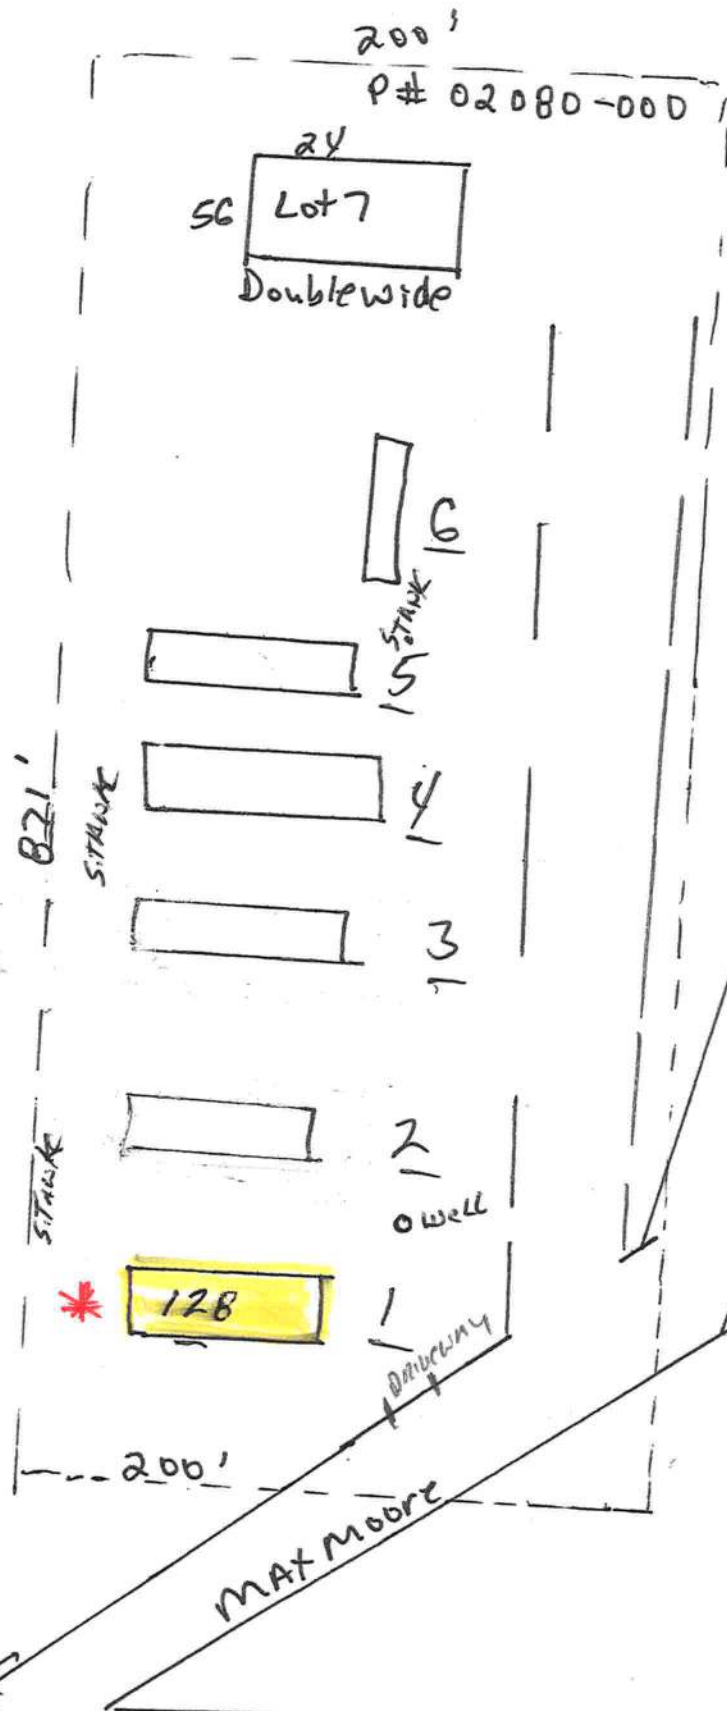 200'
P# 02080-000
24
56
Lot 7
Doublewide
6
S.TANK
5
821'
S.TANK
4
3
S.TANK
2
o well
*
128
1
DRIVEWAY
200'
MAX MOORE